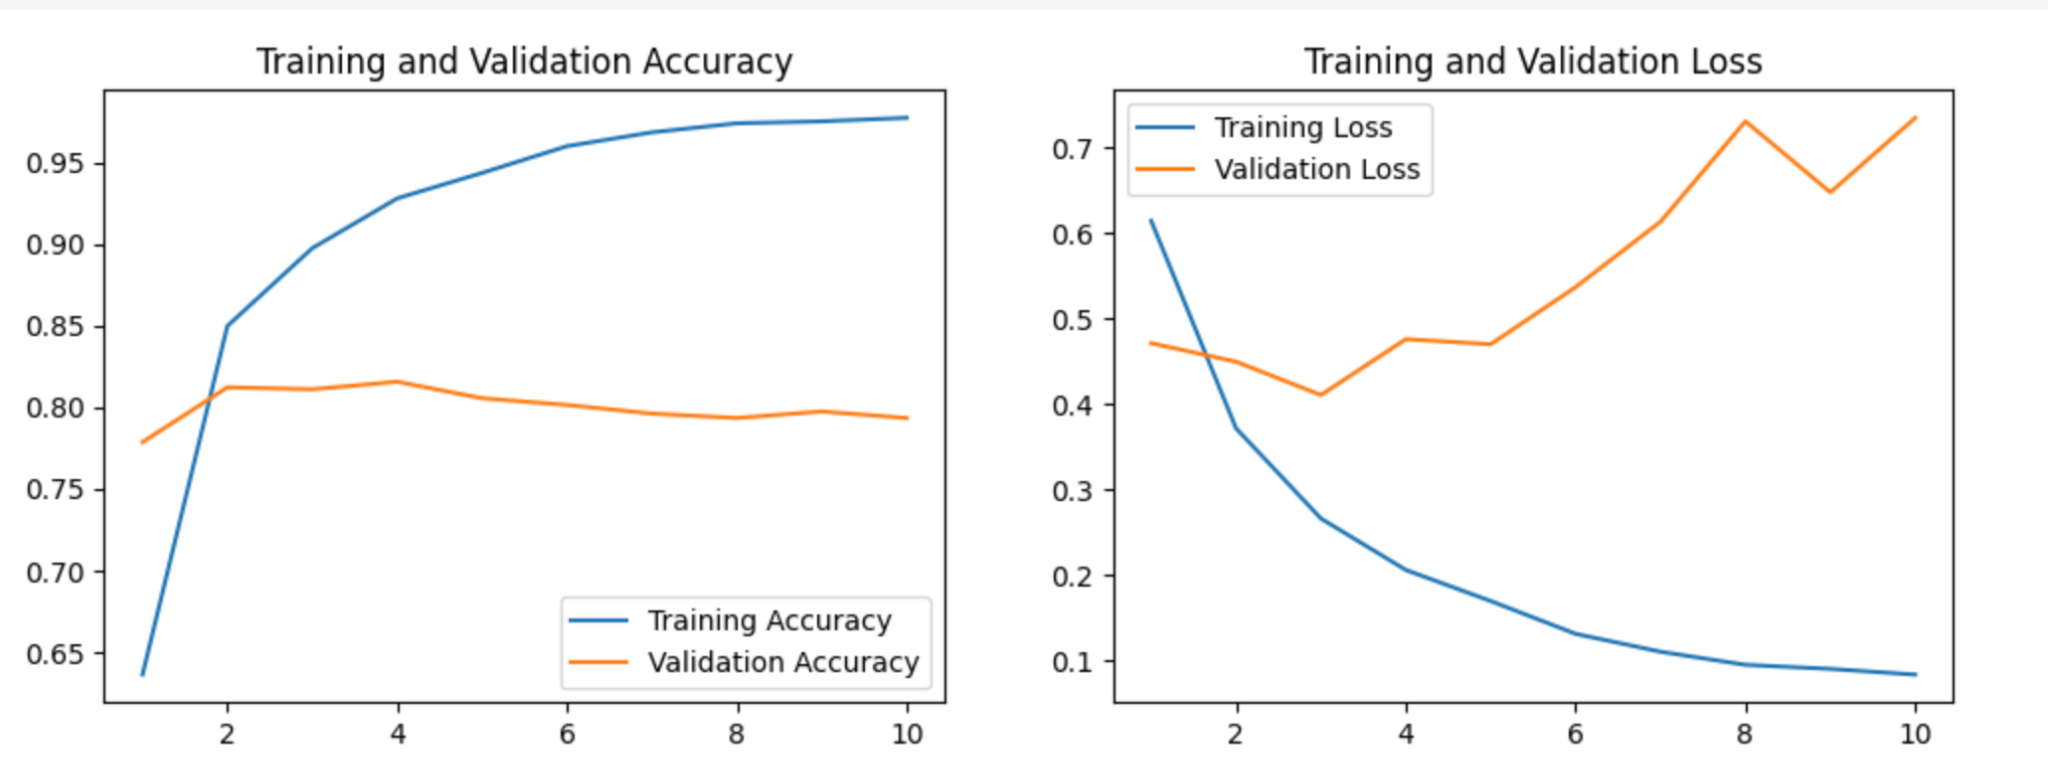 Training and Validation Accuracy
0.95
0.90
0.85
0.80
0.75
0.70
0.65
Training Accuracy
Validation Accuracy
2 4 6 8 10
Training and Validation Loss
Training Loss
Validation Loss
0.7
0.6
0.5
0.4
0.3
0.2
0.1
2 4 6 8 10